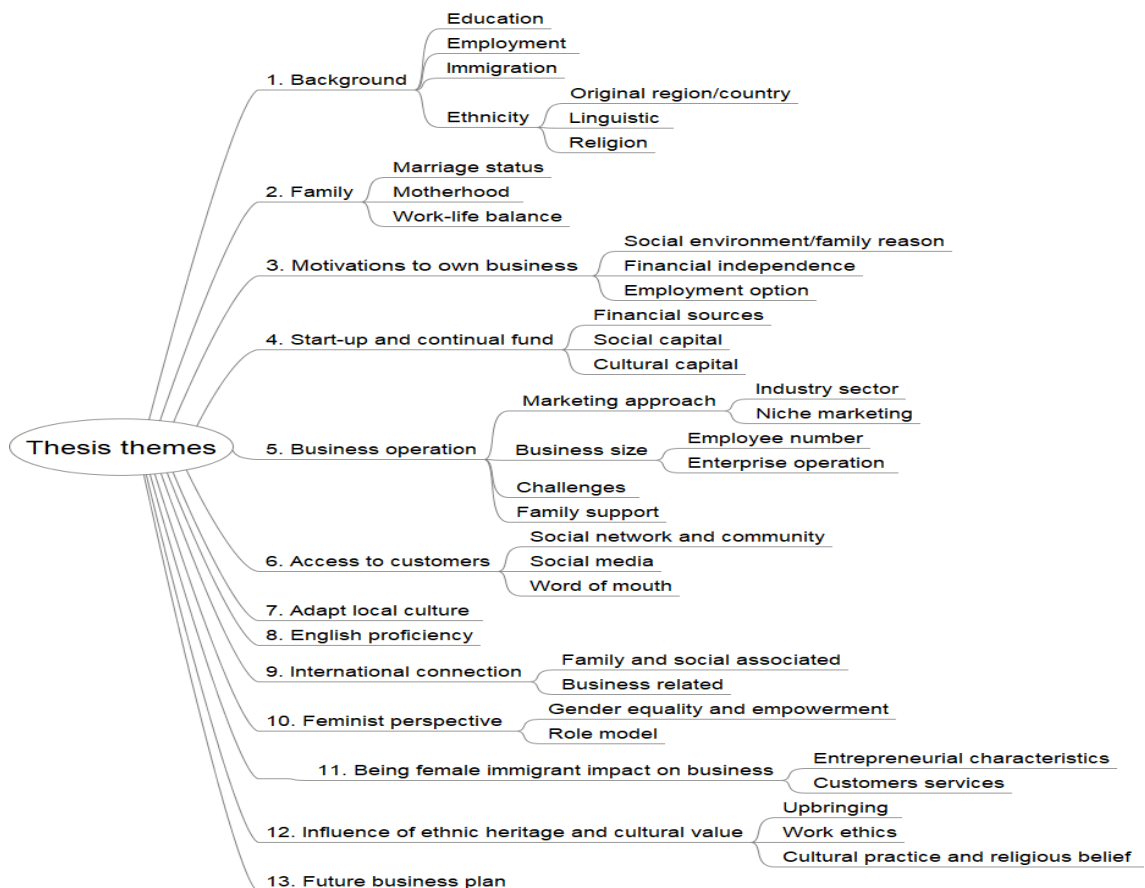 Thesis themes
1. Background
Education
Employment
Immigration
Ethnicity
Original region/country
Linguistic
Religion
2. Family
Marriage status
Motherhood
Work-life balance
3. Motivations to own business
Social environment/family reason
Financial independence
Employment option
4. Start-up and continual fund
Financial sources
Social capital
Cultural capital
5. Business operation
Marketing approach
Industry sector
Niche marketing
Business size
Employee number
Enterprise operation
Challenges
Family support
6. Access to customers
Social network and community
Social media
Word of mouth
7. Adapt local culture
8. English proficiency
9. International connection
Family and social associated
Business related
10. Feminist perspective
Gender equality and empowerment
Role model
11. Being female immigrant impact on business
Entrepreneurial characteristics
Customers services
12. Influence of ethnic heritage and cultural value
Upbringing
Work ethics
Cultural practice and religious belief
13. Future business plan